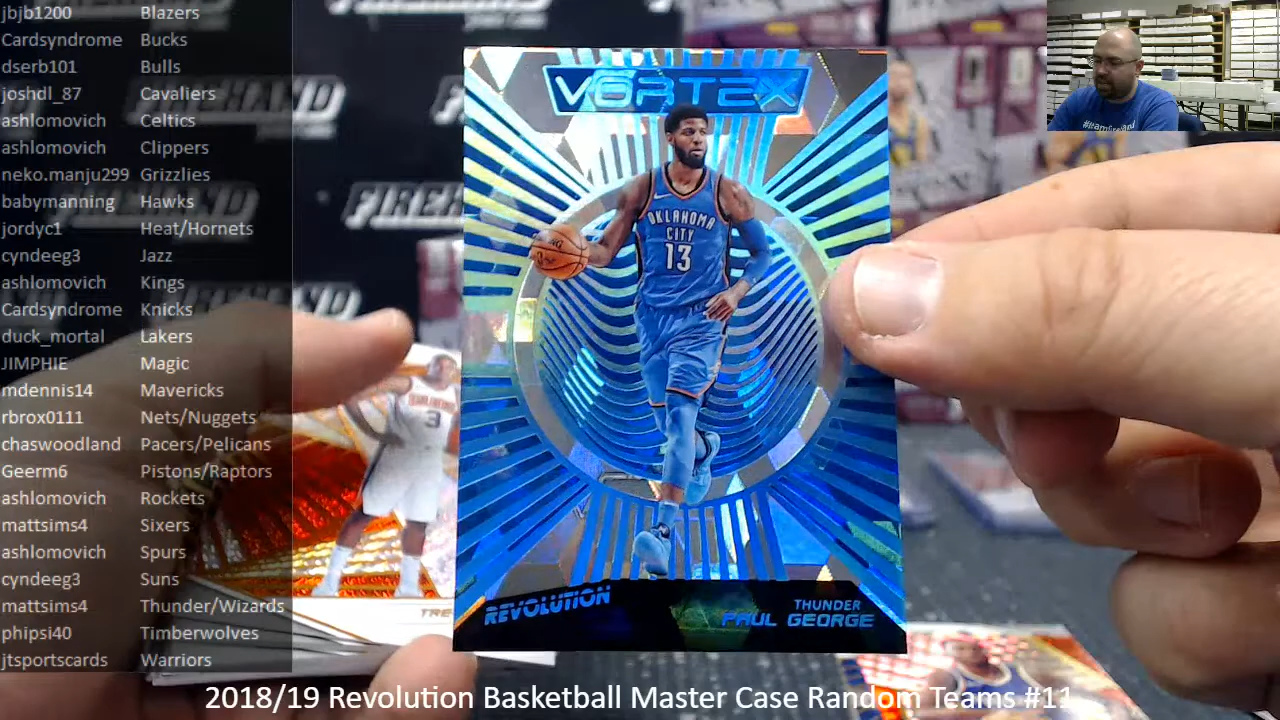 jbjb1200 Blazers
Cardsyndrome Bucks
dserb101 Bulls
joshdl_87 Cavaliers
ashlomovich Celtics
ashlomovich Clippers
neko.manju299 Grizzlies
babymanning Hawks
jordyc1 Heat/Hornets
cyndeeg3 Jazz
ashlomovich Kings
Cardsyndrome Knicks
duck_mortal Lakers
JIMPHIE Magic
mdennis14 Mavericks
rbrox0111 Nets/Nuggets
chaswoodland Pacers/Pelicans
Geerm6 Pistons/Raptors
ashlomovich Rockets
mattsims4 Sixers
ashlomovich Spurs
cyndeeg3 Suns
mattsims4 Thunder/Wizards
phipsi40 Timberwolves
jtsportscards Warriors
VORTEX
OKLAHOMA
CITY
13
REVOLUTION
THUNDER
PAUL GEORGE
3
TRE
2018/19 Revolution Basketball Master Case Random Teams #11